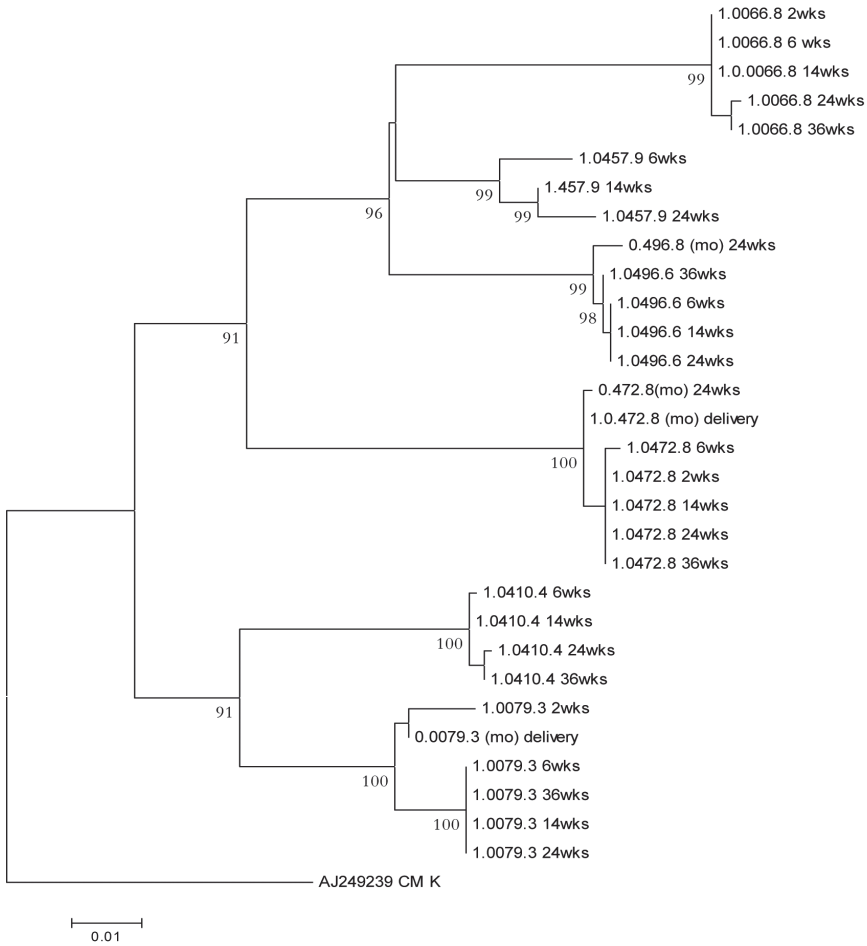 1.0066.8 2wks
1.0066.8 6 wks
99
1.0.0066.8 14wks
1.0066.8 24wks
1.0066.8 36wks
1.0457.9 6wks
99
1.457.9 14wks
96
99
1.0457.9 24wks
0.496.8 (mo) 24wks
1.0496.6 36wks
99
1.0496.6 6wks
98
1.0496.6 14wks
91
1.0496.6 24wks
0.472.8(mo) 24wks
1.0.472.8 (mo) delivery
1.0472.8 6wks
100
1.0472.8 2wks
1.0472.8 14wks
1.0472.8 24wks
1.0472.8 36wks
1.0410.4 6wks
1.0410.4 14wks
100
1.0410.4 24wks
1.0410.4 36wks
1.0079.3 2wks
91
0.0079.3 (mo) delivery
1.0079.3 6wks
100
1.0079.3 36wks
1.0079.3 14wks
100
1.0079.3 24wks
AJ249239 CM K
0.01